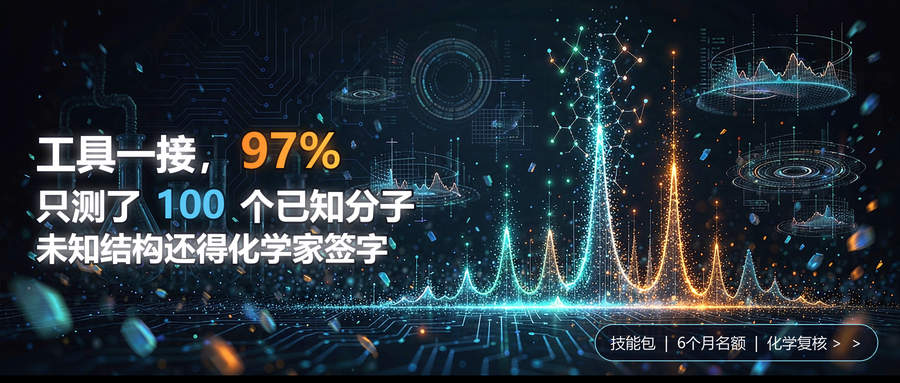 工具一接，97%
只测了 100 个已知分子
未知结构还得化学家签字
技能包 | 6个月名额 | 化学复核 > >